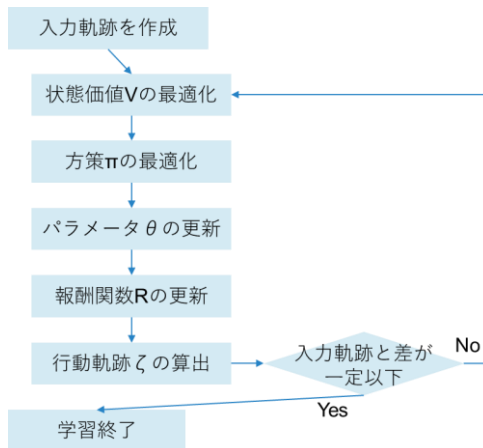 入力軌跡を作成
状態価値Vの最適化
方策πの最適化
パラメータθの更新
報酬関数Rの更新
行動軌跡ζの算出
入力軌跡と差が
一定以下
No
Yes
学習終了